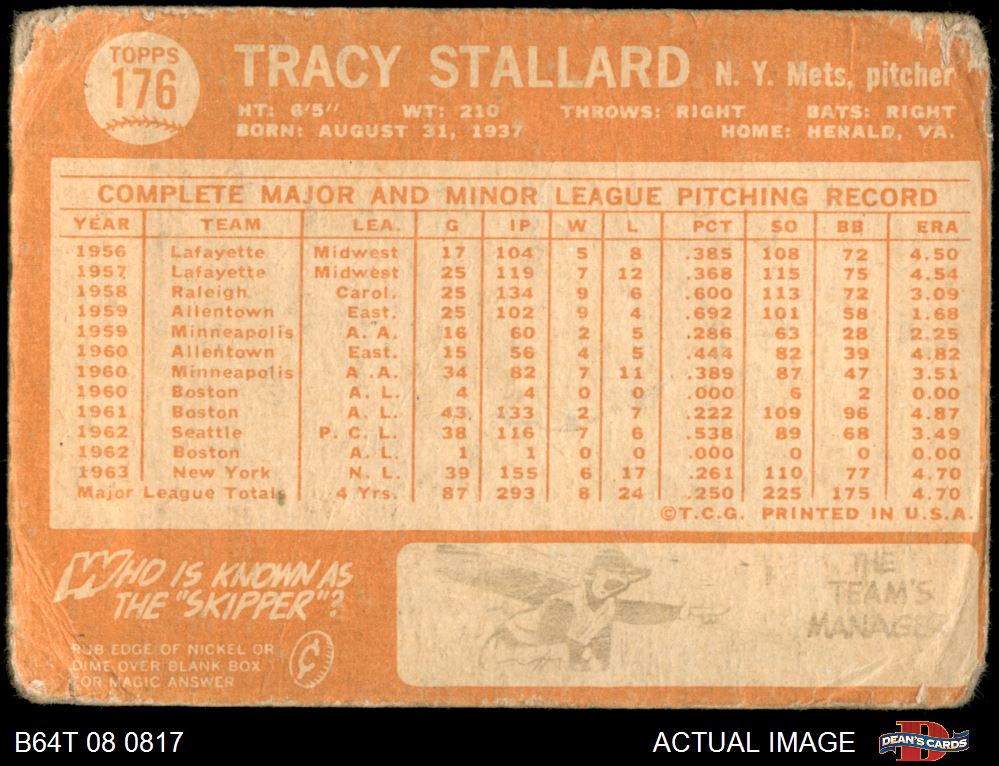 TOPPS
176
TRACY STALLARD N. Y. Mets, pitcher
HT: 6'5" WT: 210 THROWS: RIGHT BATS: RIGHT
BORN: AUGUST 31, 1937 HOME: HERALD, VA.
COMPLETE MAJOR AND MINOR LEAGUE PITCHING RECORD
YEAR TEAM LEA. G IP W L PCT SO BB ERA
1956 Lafayette Midwest 17 104 5 8 .385 108 72 4.50
1957 Lafayette Midwest 25 119 7 12 .368 115 75 4.54
1958 Raleigh Carol. 25 134 9 6 .600 113 72 3.09
1959 Allentown East. 25 102 9 4 .692 101 58 1.68
1959 Minneapolis A. A. 16 60 2 5 .286 63 28 2.25
1960 Allentown East. 15 56 4 5 .444 82 39 4.82
1960 Minneapolis A .A. 34 82 7 11 .389 87 47 3.51
1960 Boston A. L. 4 4 0 0 .000 6 2 0.00
1961 Boston A. L. 43 133 2 7 .222 109 96 4.87
1962 Seattle P. C. L. 38 116 7 6 .538 89 68 3.49
1962 Boston A. L. 1 1 0 0 .000 0 0 0.00
1963 New York N. L. 39 155 6 17 .261 110 77 4.70
Major League Totals 4 Yrs. 87 293 8 24 .250 225 175 4.70
©T.C.G. PRINTED IN U.S.A.
WHO IS KNOWN AS
THE "SKIPPER"?
RUB EDGE OF NICKEL OR
DIME OVER BLANK BOX
FOR MAGIC ANSWER
THE
TEAM'S
MANAGER
B64T 08 0817
ACTUAL IMAGE
DEAN'S CARDS